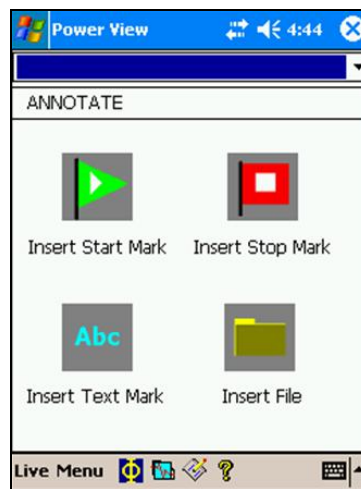 Power View 4:44
ANNOTATE
Insert Start Mark Insert Stop Mark
Abc
Insert Text Mark Insert File
Live Menu Φ ?